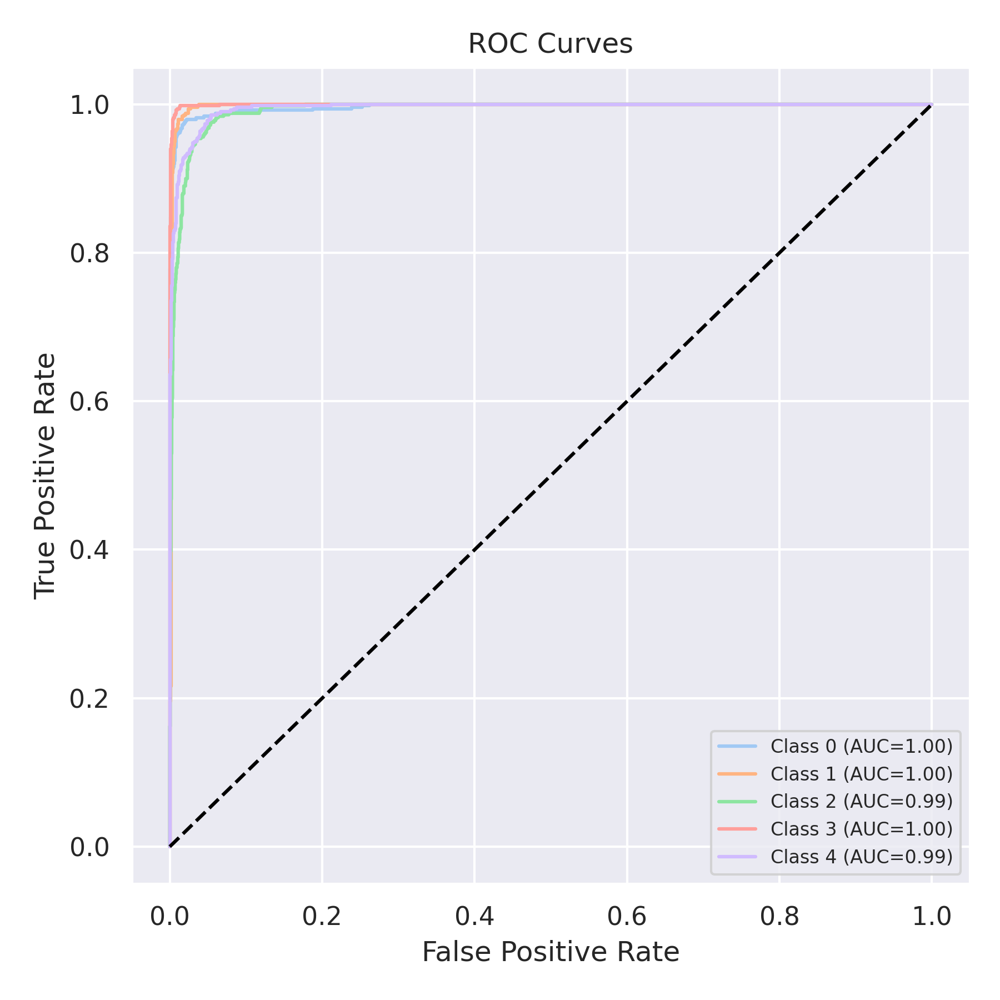 ROC Curves
1.0
0.8
0.6
0.4
0.2
0.0
True Positive Rate
0.0 0.2 0.4 0.6 0.8 1.0
False Positive Rate
Class 0 (AUC=1.00)
Class 1 (AUC=1.00)
Class 2 (AUC=0.99)
Class 3 (AUC=1.00)
Class 4 (AUC=0.99)